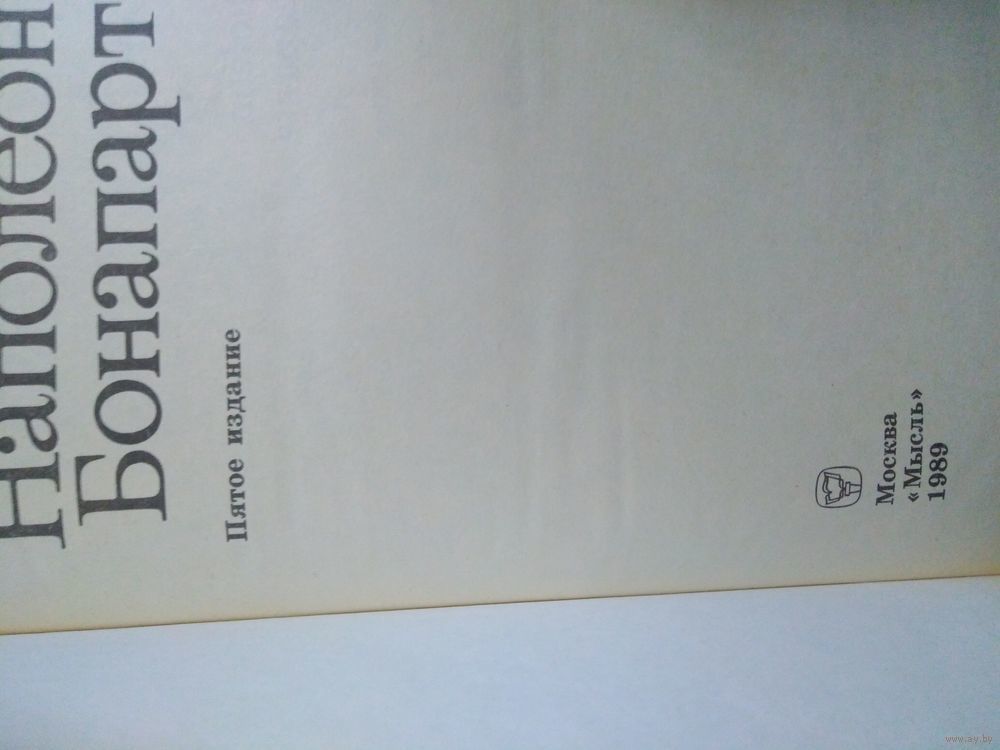 Наполеон
Бонапарт
Пятое издание
Москва
«Мысль»
1989
www.ay.by